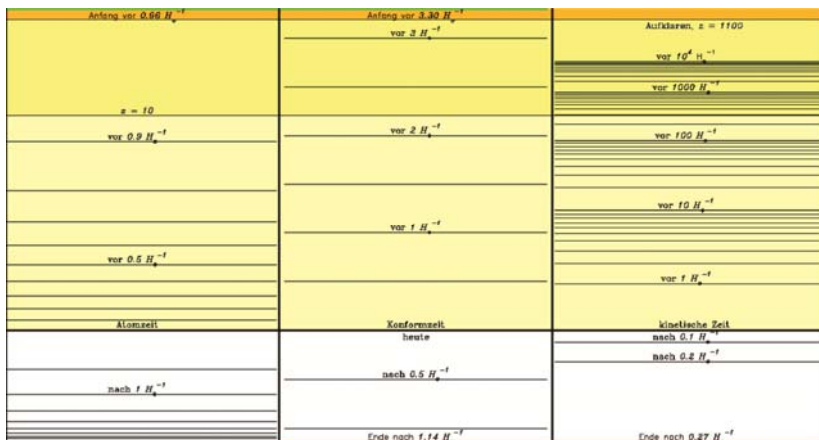 Anfang vor 0.96 H₀⁻¹
z = 10
vor 0.9 H₀⁻¹
vor 0.5 H₀⁻¹
Atomzeit
nach 1 H₀⁻¹
Anfang vor 3.30 H₀⁻¹
vor 3 H₀⁻¹
vor 2 H₀⁻¹
vor 1 H₀⁻¹
Konformzeit
heute
nach 0.5 H₀⁻¹
Ende nach 1.14 H₀⁻¹
Aufklaren, z = 1100
vor 10⁴ H₀⁻¹
vor 1000 H₀⁻¹
vor 100 H₀⁻¹
vor 10 H₀⁻¹
vor 1 H₀⁻¹
kinetische Zeit
nach 0.1 H₀⁻¹
nach 0.2 H₀⁻¹
Ende nach 0.27 H₀⁻¹